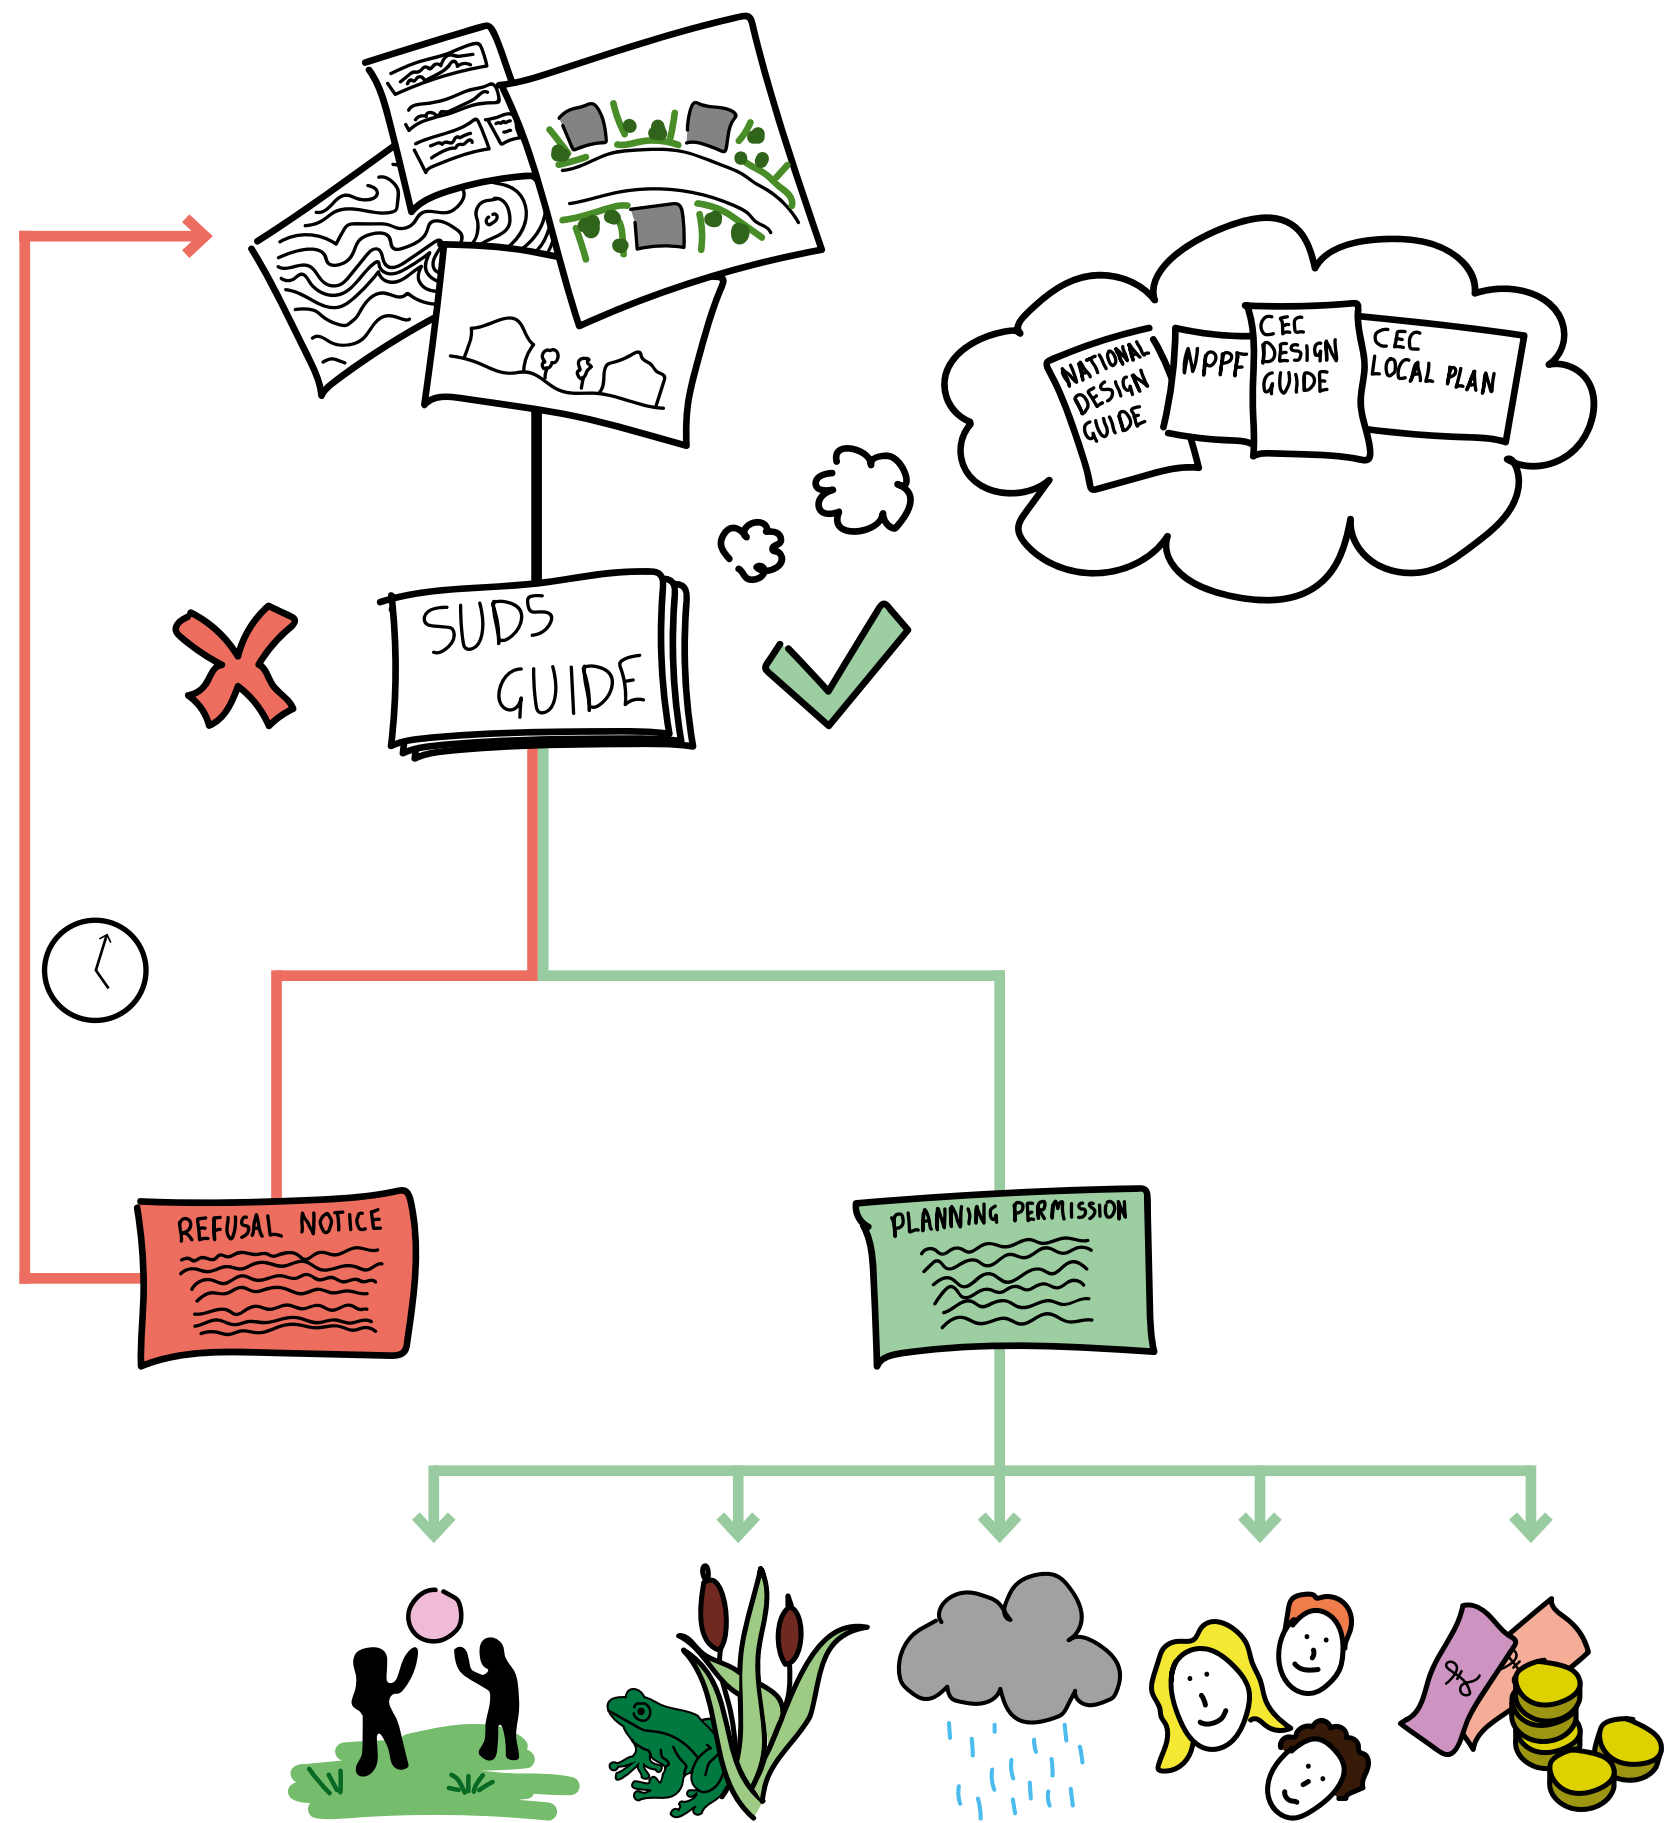 NATIONAL
DESIGN
GUIDE
NPPF
CEC
DESIGN
GUIDE
CEC
LOCAL PLAN
SUDS
GUIDE
REFUSAL NOTICE
PLANNING PERMISSION